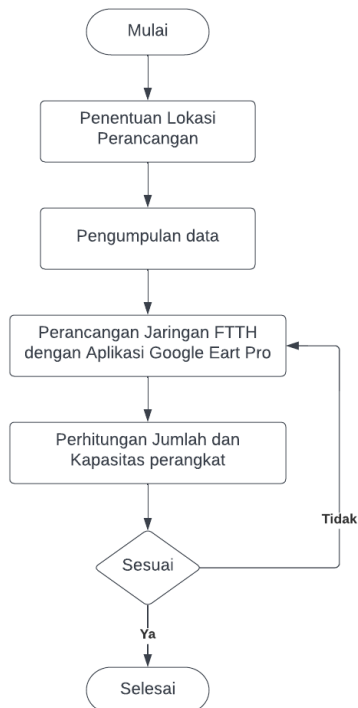 Mulai
Penentuan Lokasi
Perancangan
Pengumpulan data
Perancangan Jaringan FTTH
dengan Aplikasi Google Eart Pro
Perhitungan Jumlah dan
Kapasitas perangkat
Tidak
Sesuai
Ya
Selesai